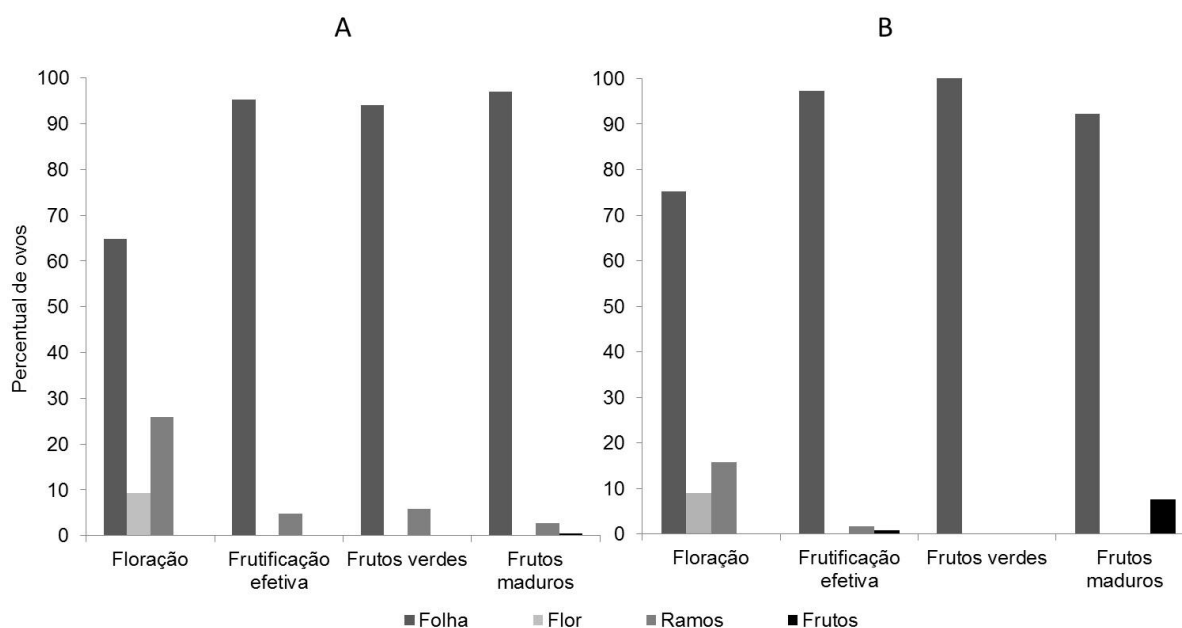 A
B
Percentual de ovos
100
90
80
70
60
50
40
30
20
10
0
Floração
Frutificação
efetiva
Frutos verdes
Frutos
maduros
100
90
80
70
60
50
40
30
20
10
0
Floração
Frutificação
efetiva
Frutos verdes
Frutos
maduros
Folha Flor Ramos Frutos